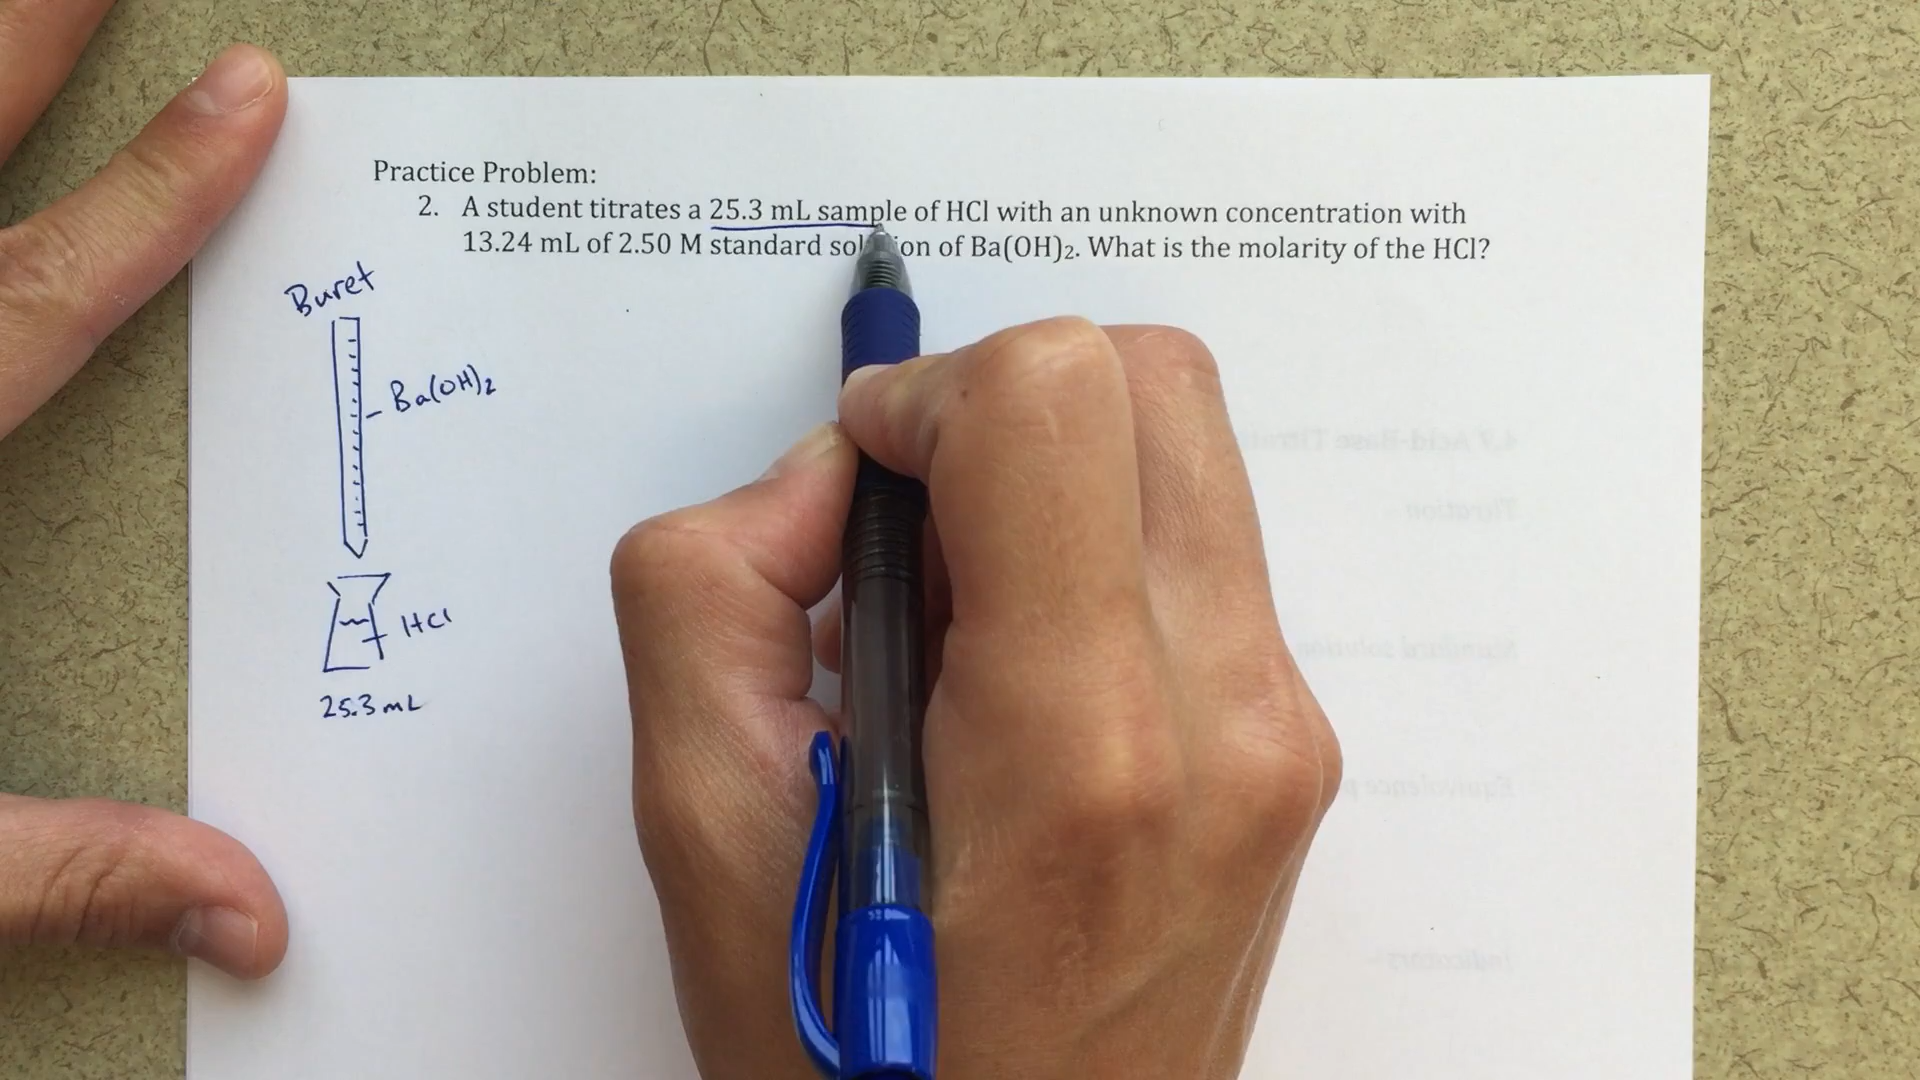 Practice Problem:
2. A student titrates a 25.3 mL sample of HCl with an unknown concentration with
13.24 mL of 2.50 M standard solution of Ba(OH)2. What is the molarity of the HCl?
Buret
Ba(OH)2
HCl
25.3 mL